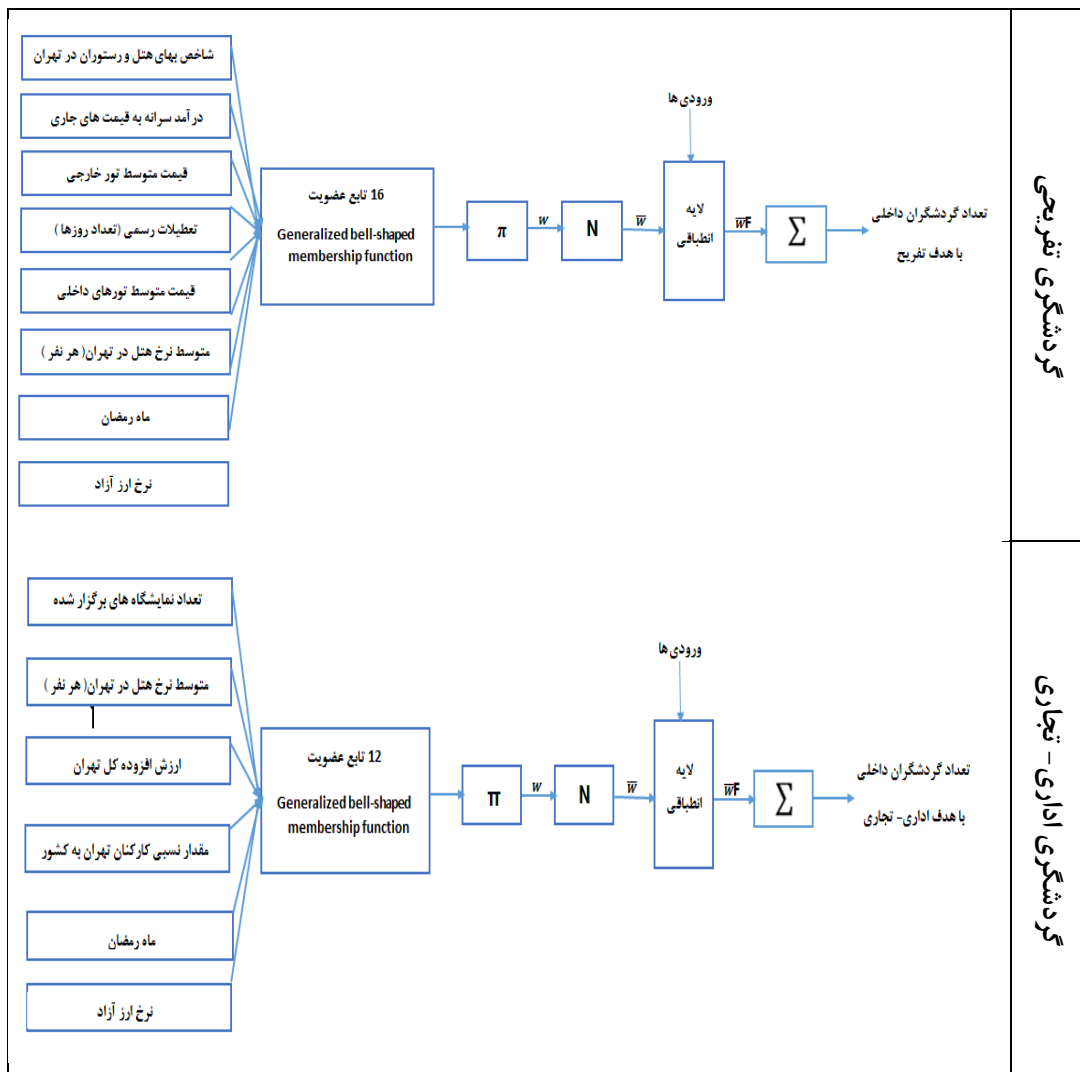 گردشگری تفریحی
شاخص بهای هتل و رستوران در تهران
در آمد سرانه به قیمت های جاری
قیمت متوسط تور خارجی
تعطیلات رسمی (تعداد روزها )
قیمت متوسط تورهای داخلی
متوسط نرخ هتل در تهران( هر نفر )
ماه رمضان
نرخ ارز آزاد
16 تابع عضویت
Generalized bell-shaped
membership function
π
w
N
w̅
ورودی ها
لایه
انطباقی
w̅F
∑
تعداد گردشگران داخلی
با هدف تفریح
گردشگری اداری- تجاری
تعداد نمایشگاه های برگزار شده
متوسط نرخ هتل در تهران( هر نفر )
ارزش افزوده کل تهران
مقدار نسبی کارکنان تهران به کشور
ماه رمضان
نرخ ارز آزاد
12 تابع عضویت
Generalized bell-shaped
membership function
π
w
N
w̅
ورودی ها
لایه
انطباقی
w̅F
∑
تعداد گردشگران داخلی
با هدف اداری- تجاری